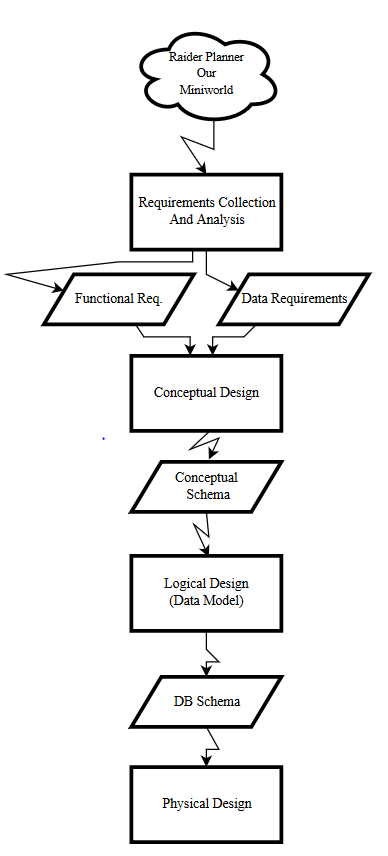 Raider Planner
Our
Miniworld
Requirements Collection
And Analysis
Functional Req.
Data Requirements
Conceptual Design
Conceptual
Schema
Logical Design
(Data Model)
DB Schema
Physical Design